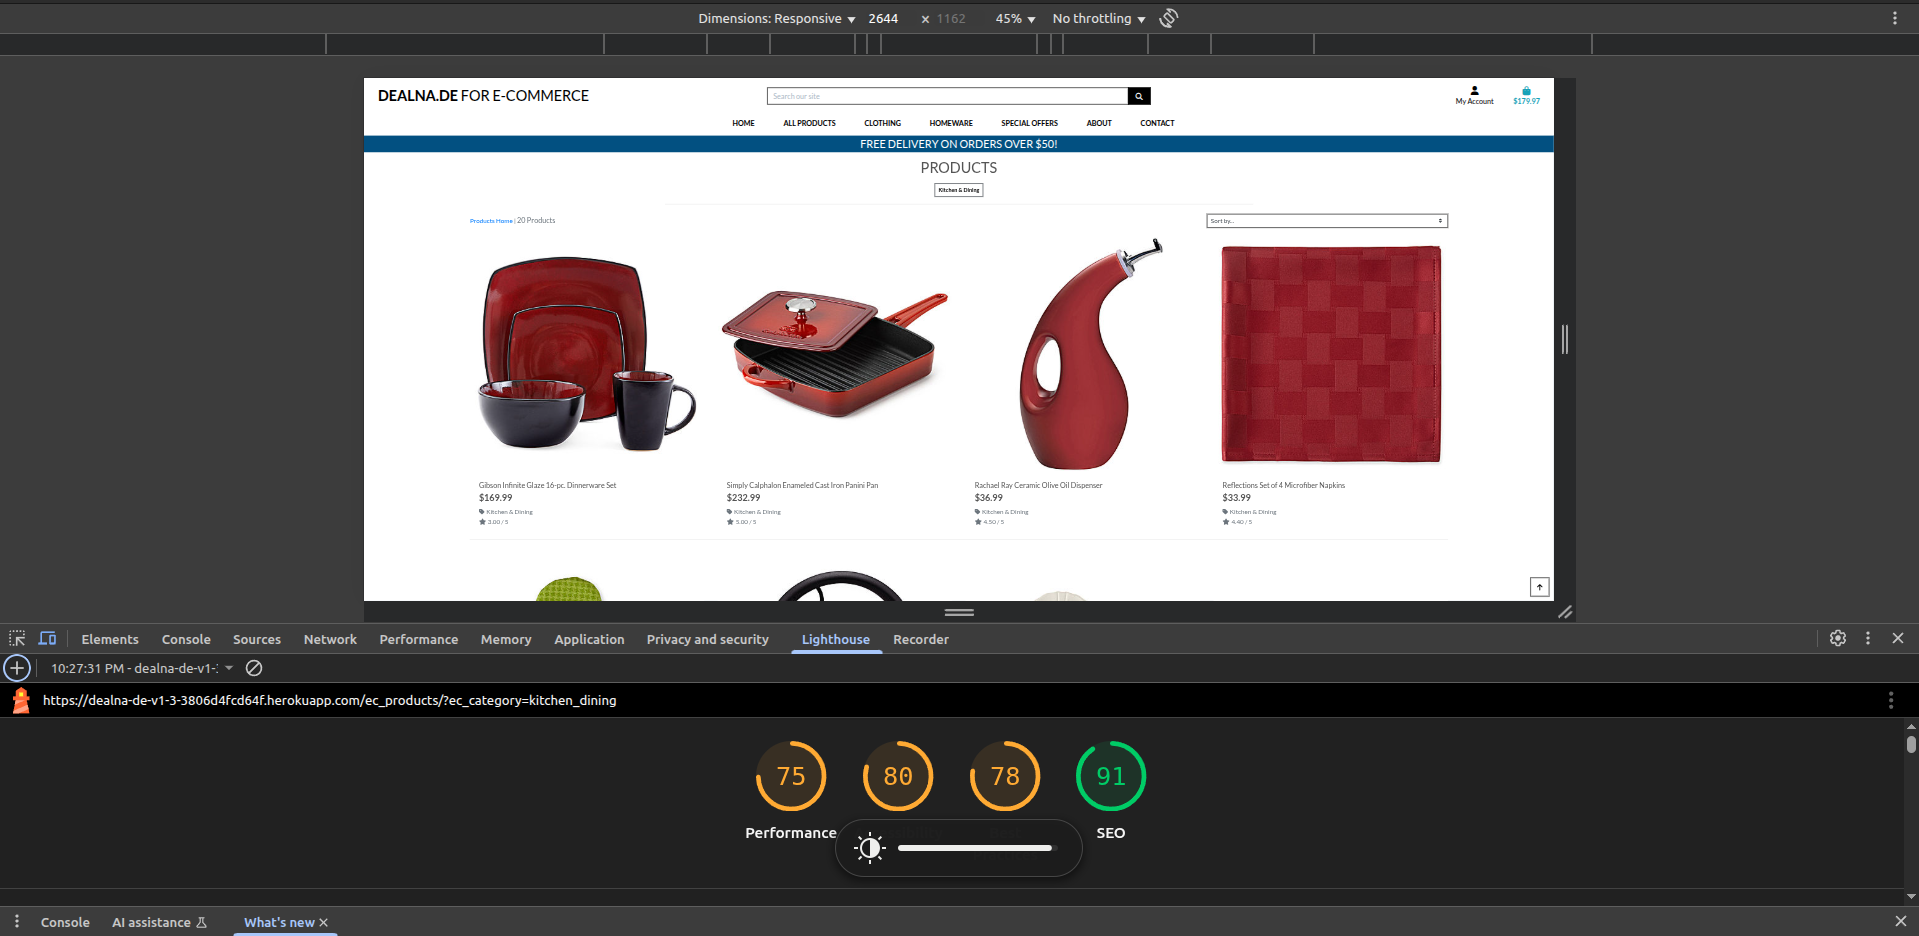 Dimensions: Responsive 2644 × 1162 45% No throttling
DEALNA.DE FOR E-COMMERCE
Search our site
My Account
$179.97
HOME ALL PRODUCTS CLOTHING HOMEWARE SPECIAL OFFERS ABOUT CONTACT
FREE DELIVERY ON ORDERS OVER $50!
PRODUCTS
Kitchen & Dining
Products Home | 20 Products
Sort by...
Gibson Infinite Glaze 16-pc. Dinnerware Set
$169.99
Kitchen & Dining
3.00 / 5
Simply Calphalon Enameled Cast Iron Panini Pan
$232.99
Kitchen & Dining
5.00 / 5
Rachael Ray Ceramic Olive Oil Dispenser
$36.99
Kitchen & Dining
4.50 / 5
Reflections Set of 4 Microfiber Napkins
$33.99
Kitchen & Dining
4.40 / 5
Elements Console Sources Network Performance Memory Application Privacy and security Lighthouse Recorder
10:27:31 PM - dealna-de-v1-
https://dealna-de-v1-3-3806d4fcd64f.herokuapp.com/ec_products/?ec_category=kitchen_dining
75 80 78 91
Performance SEO
Console AI assistance What's new